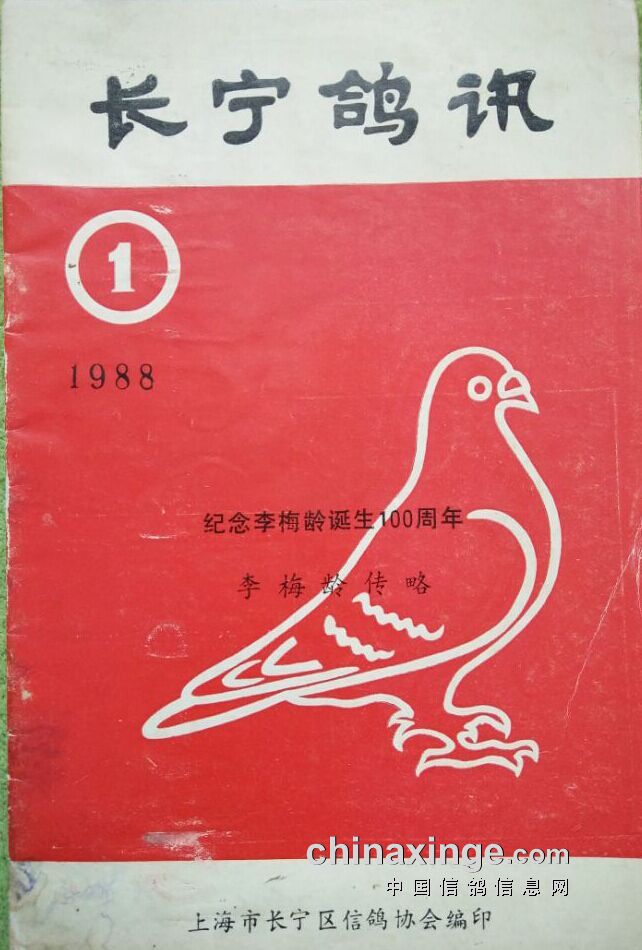 长宁鸽讯
1
1988
纪念李梅龄诞生100周年
李梅龄传略
chinaxinge.com
中国信鸽信息网
上海市长宁区信鸽协会编印